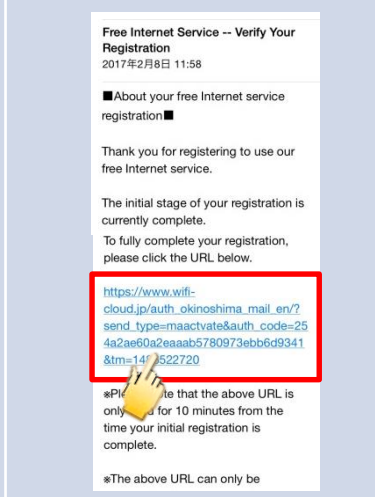 Free Internet Service -- Verify Your
Registration
2017年2月8日 11:58
■About your free Internet service
registration■
Thank you for registering to use our
free Internet service.
The initial stage of your registration is
currently complete.
To fully complete your registration,
please click the URL below.
https://www.wifi-
cloud.jp/auth_okinoshima_mail_en/?
send_type=maactvate&auth_code=25
4a2ae60a2eaaab5780973ebb6d9341
&tm=14 522720
※Pl te that the above URL is
only for 10 minutes from the
time your initial registration is
complete.
※The above URL can only be